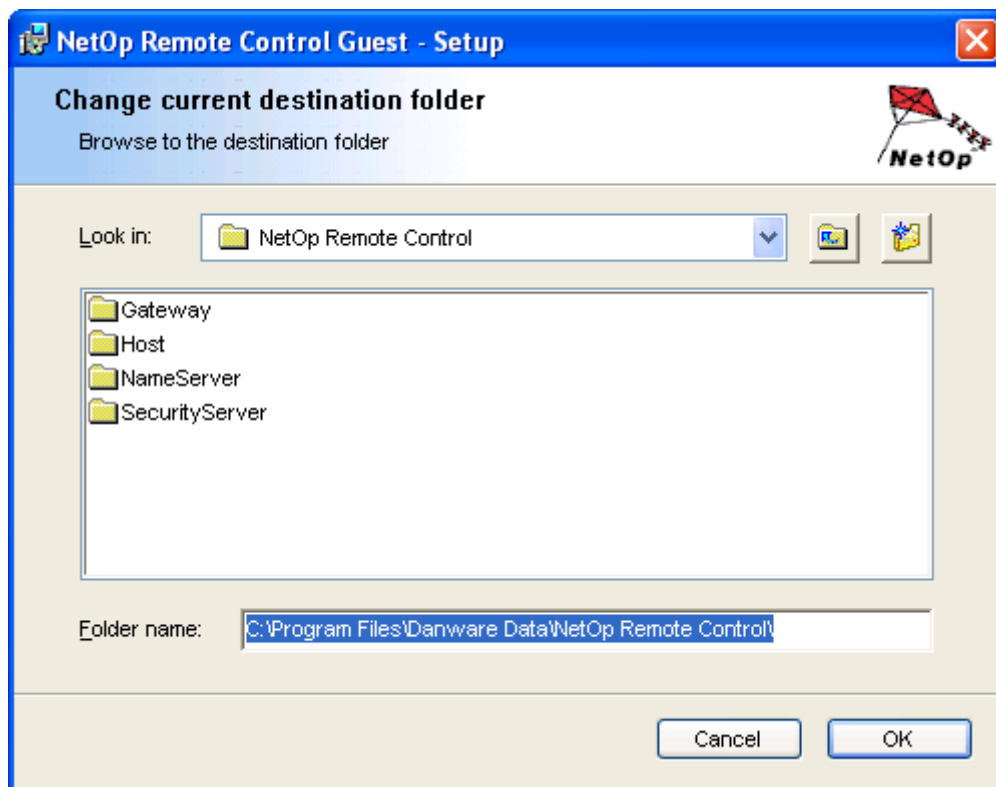 NetOp Remote Control Guest - Setup
Change current destination folder
Browse to the destination folder
NetOp
Look in:
NetOp Remote Control
Gateway
Host
NameServer
SecurityServer
Folder name:
C:\Program Files\Danware Data\NetOp Remote Control\
Cancel
OK